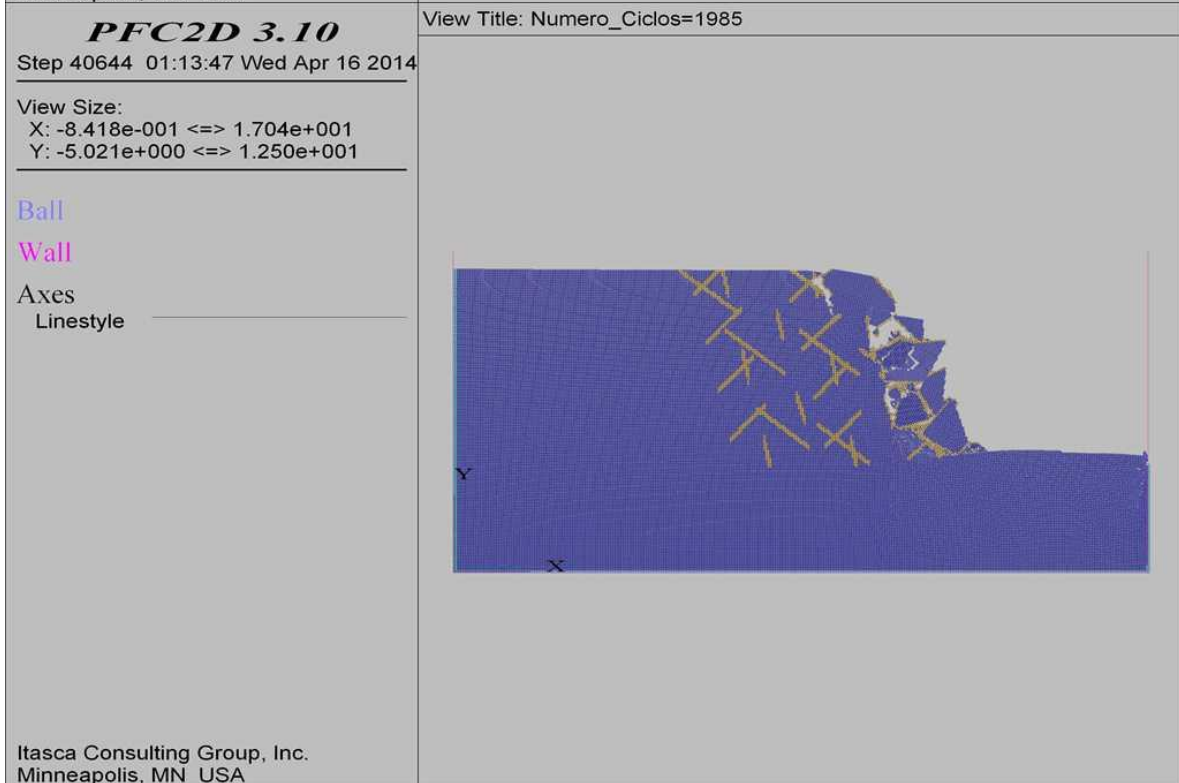 PFC2D 3.10
Step 40644 01:13:47 Wed Apr 16 2014
View Size:
X: -8.418e-001 <=> 1.704e+001
Y: -5.021e+000 <=> 1.250e+001
Ball
Wall
Axes
Linestyle
Itasca Consulting Group, Inc.
Minneapolis, MN USA
View Title: Numero_Ciclos=1985
Y
X